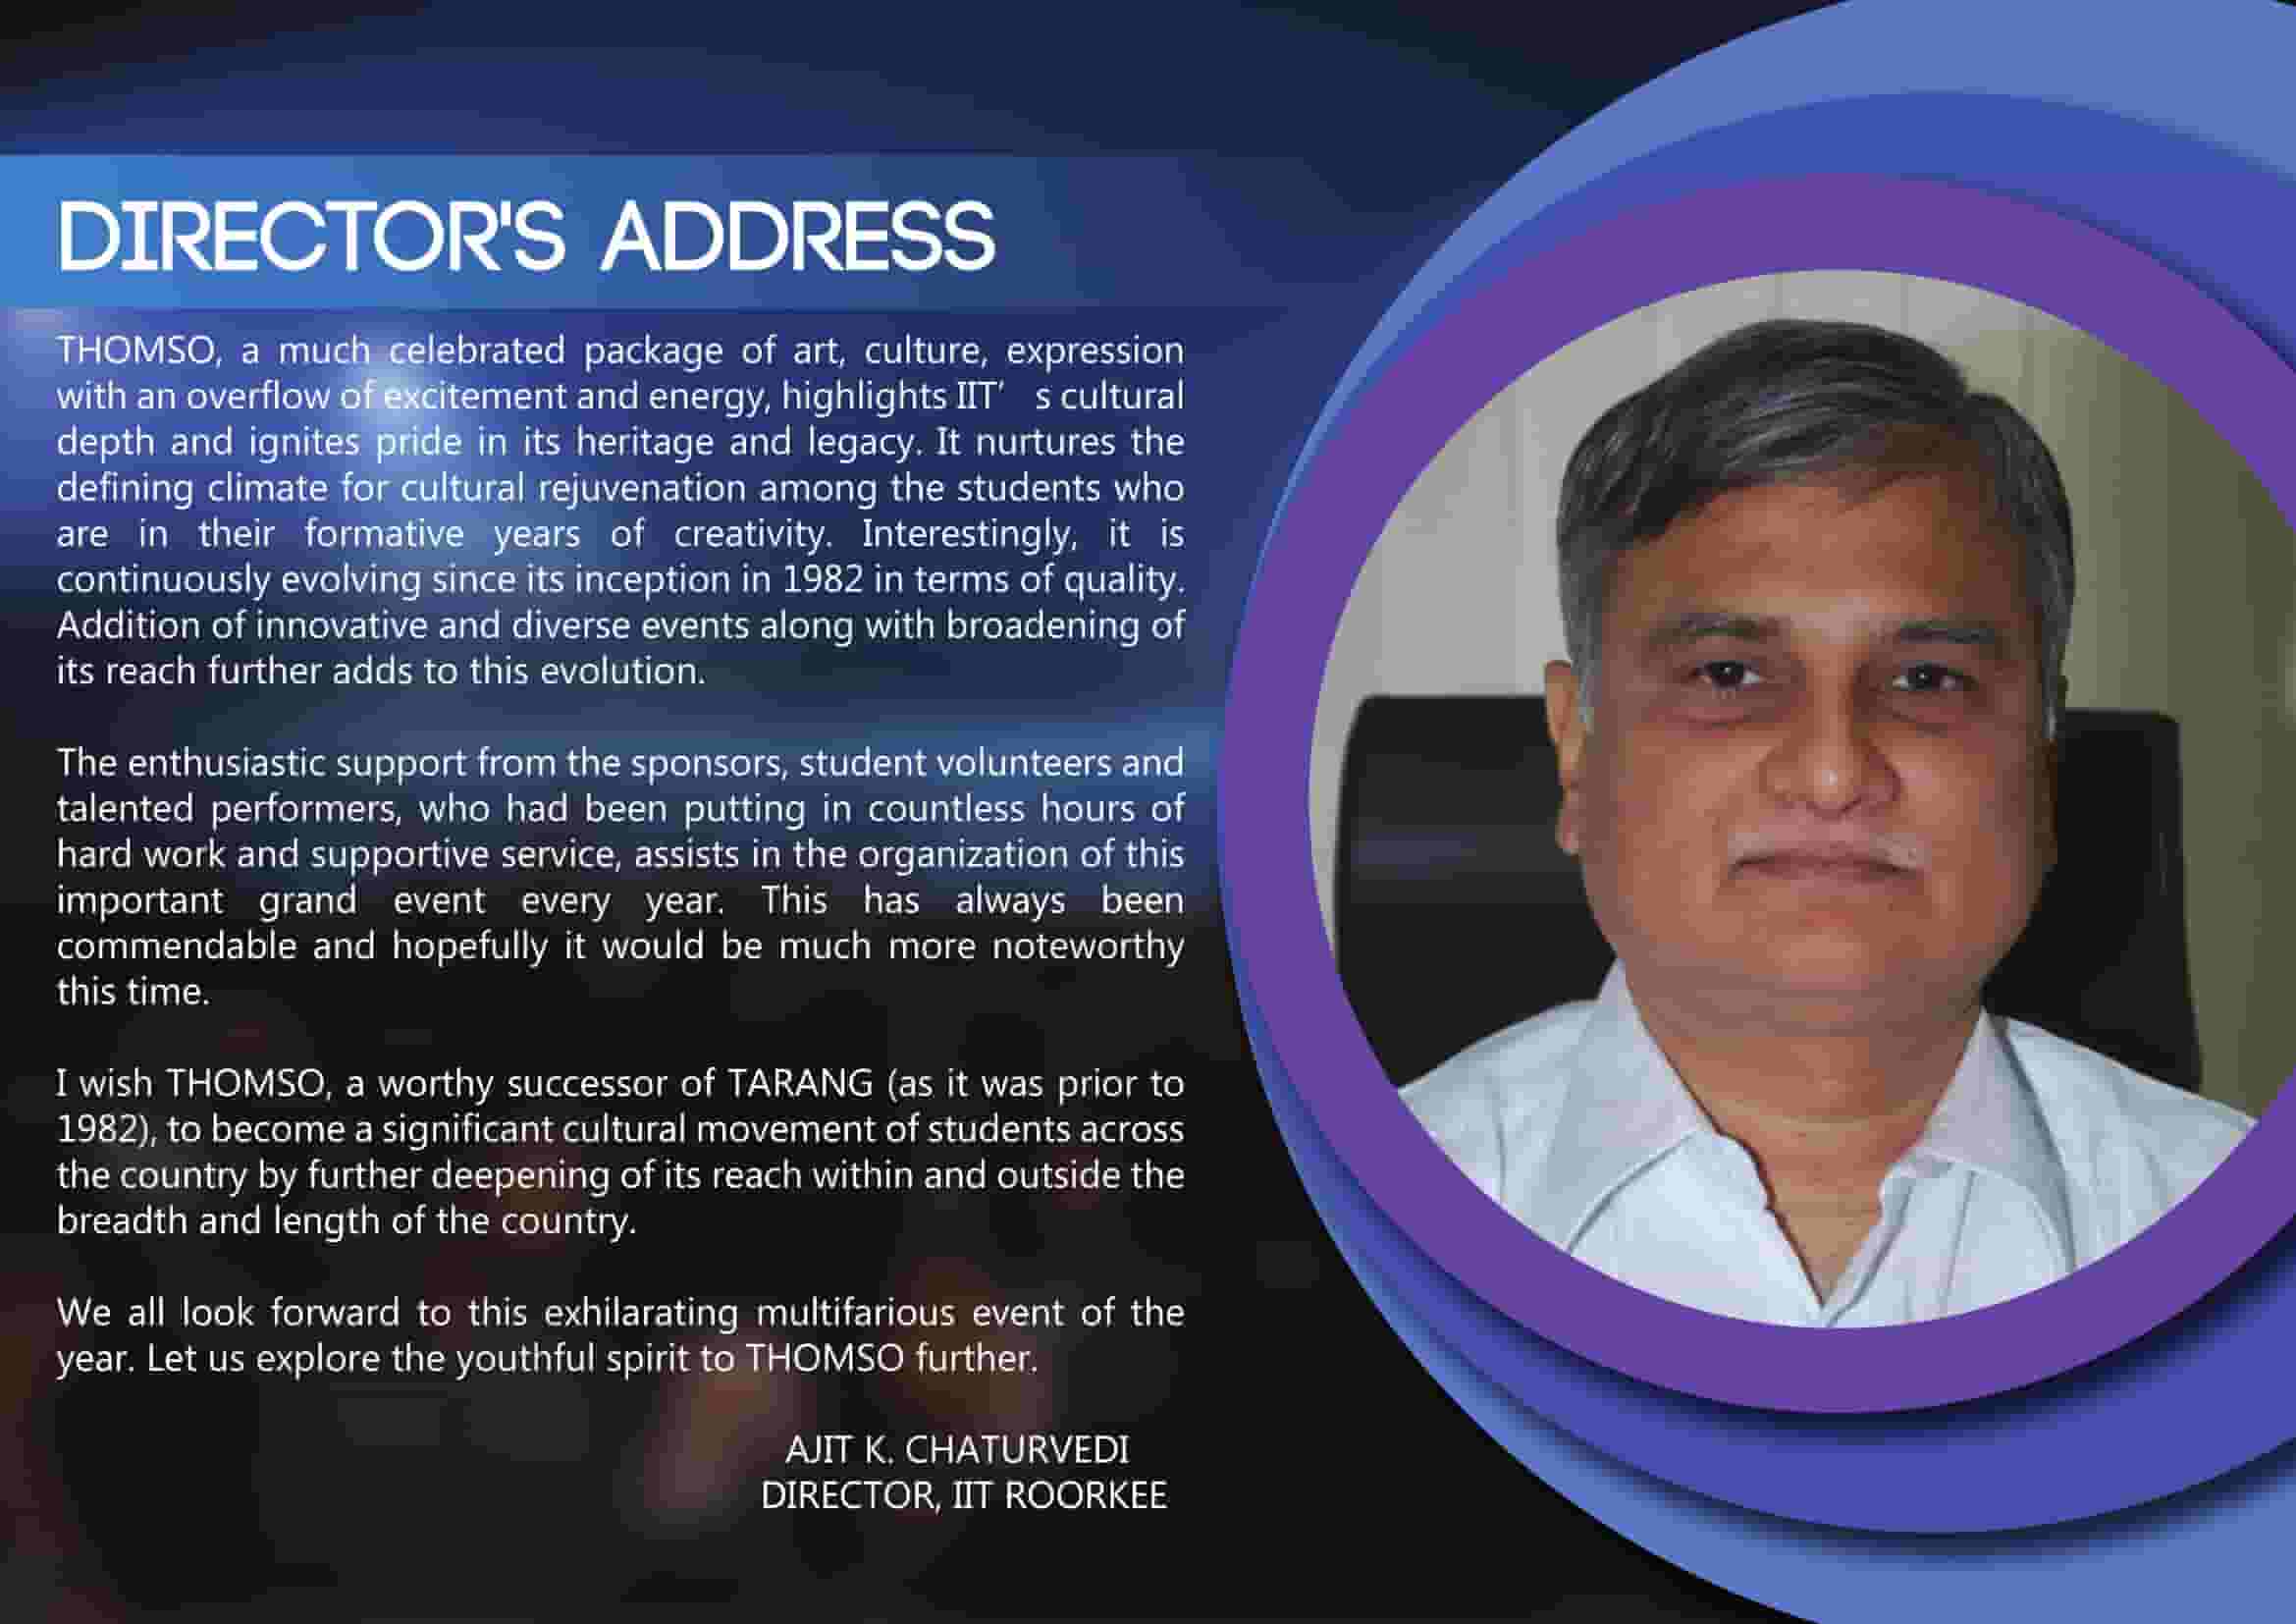 DIRECTOR'S ADDRESS
THOMSO, a much celebrated package of art, culture, expression
with an overflow of excitement and energy, highlights IIT' s cultural
depth and ignites pride in its heritage and legacy. It nurtures the
defining climate for cultural rejuvenation among the students who
are in their formative years of creativity. Interestingly, it is
continuously evolving since its inception in 1982 in terms of quality.
Addition of innovative and diverse events along with broadening of
its reach further adds to this evolution.
The enthusiastic support from the sponsors, student volunteers and
talented performers, who had been putting in countless hours of
hard work and supportive service, assists in the organization of this
important grand event every year. This has always been
commendable and hopefully it would be much more noteworthy
this time.
I wish THOMSO, a worthy successor of TARANG (as it was prior to
1982), to become a significant cultural movement of students across
the country by further deepening of its reach within and outside the
breadth and length of the country.
We all look forward to this exhilarating multifarious event of the
year. Let us explore the youthful spirit to THOMSO further.
AJIT K. CHATURVEDI
DIRECTOR, IIT ROORKEE